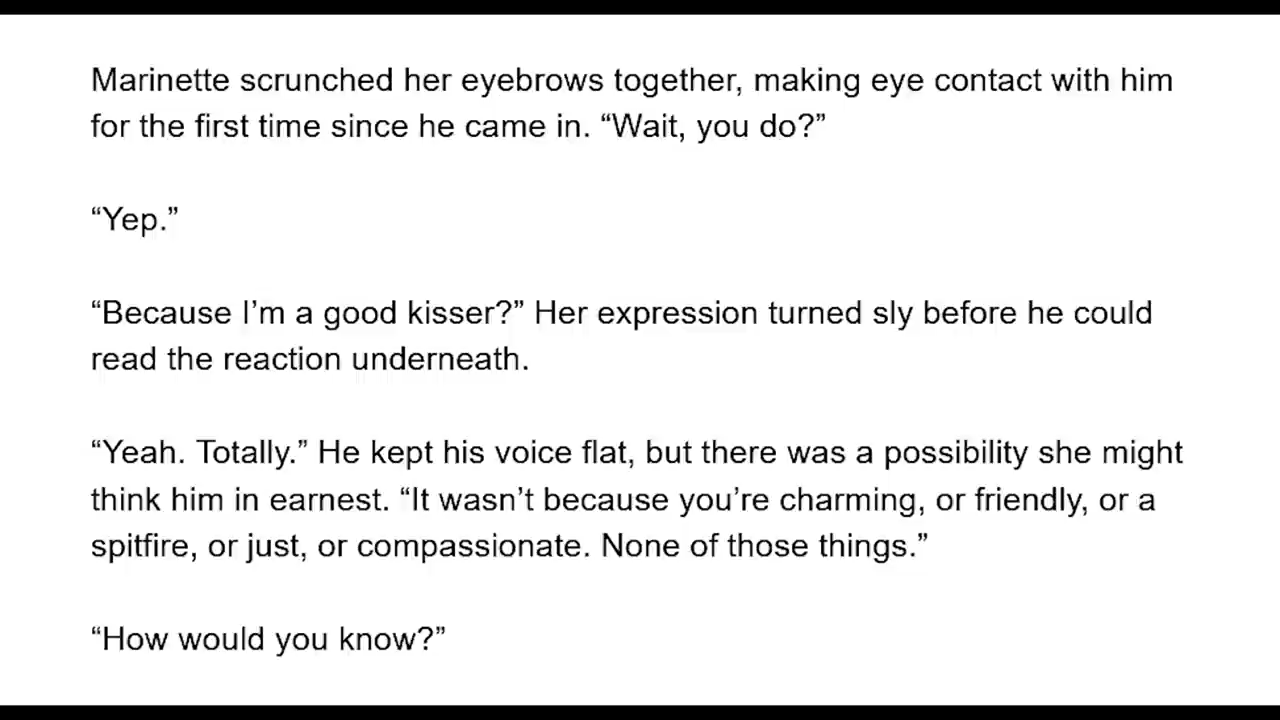 Marinette scrunched her eyebrows together, making eye contact with him
for the first time since he came in. “Wait, you do?”
“Yep.”
“Because I’m a good kisser?” Her expression turned sly before he could
read the reaction underneath.
“Yeah. Totally.” He kept his voice flat, but there was a possibility she might
think him in earnest. “It wasn’t because you’re charming, or friendly, or a
spitfire, or just, or compassionate. None of those things.”
“How would you know?”